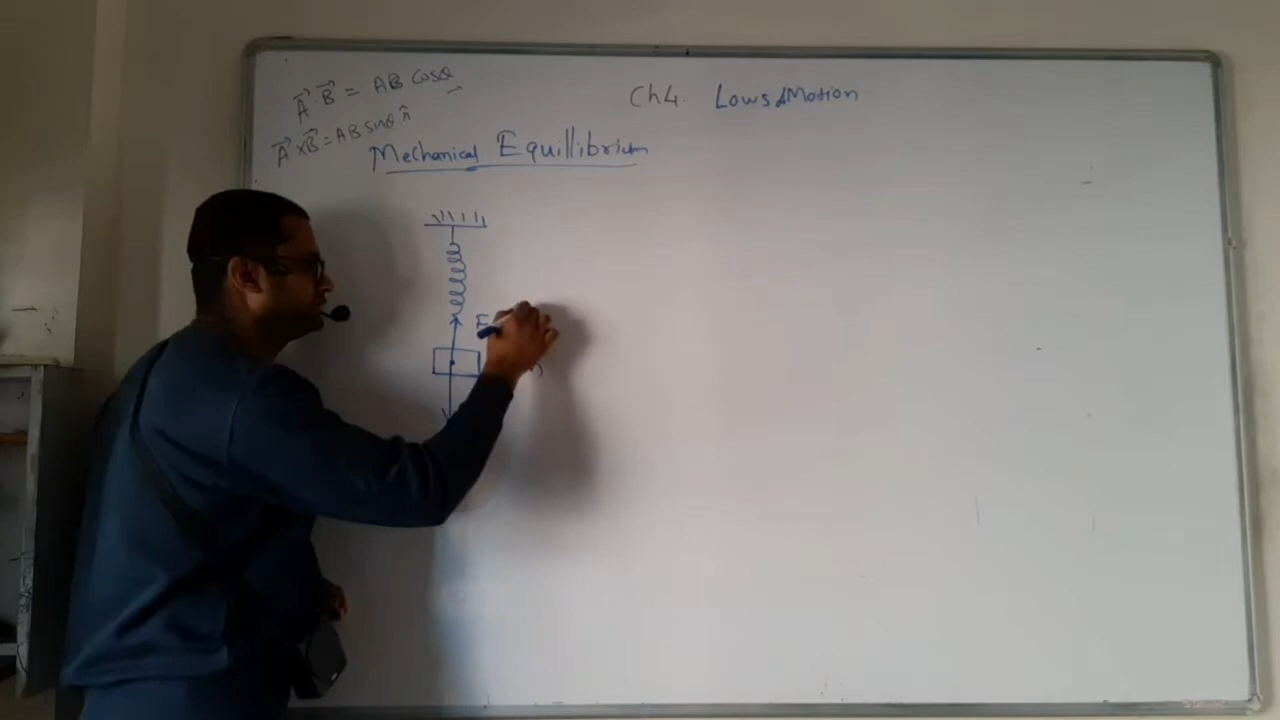 A⃗ · B⃗ = AB cosθ
Ch4. Lows of Motion
A⃗ × B⃗ = AB sinθ n̂
Mechanical Equillibrium
F